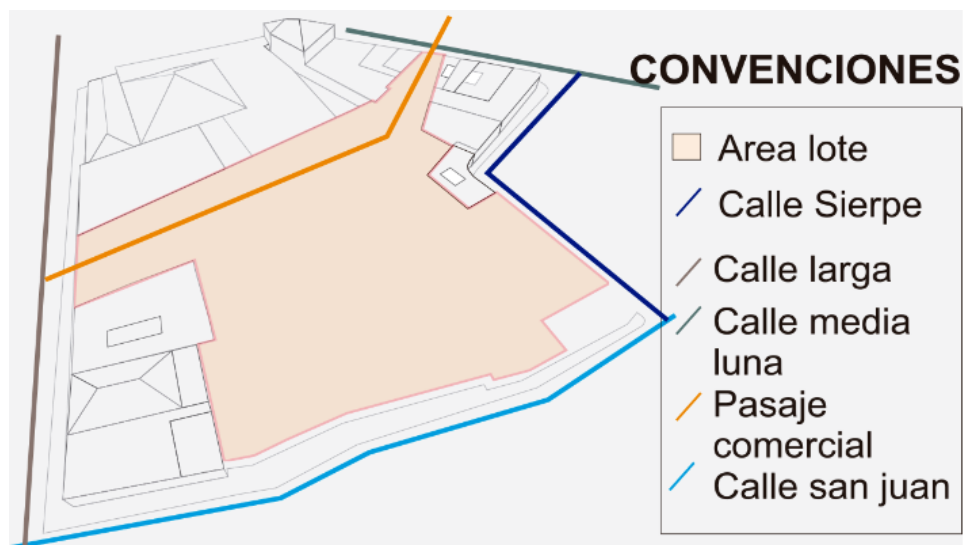 CONVENCIONES
Area lote
Calle Sierpe
Calle larga
Calle media
luna
Pasaje
comercial
Calle san juan